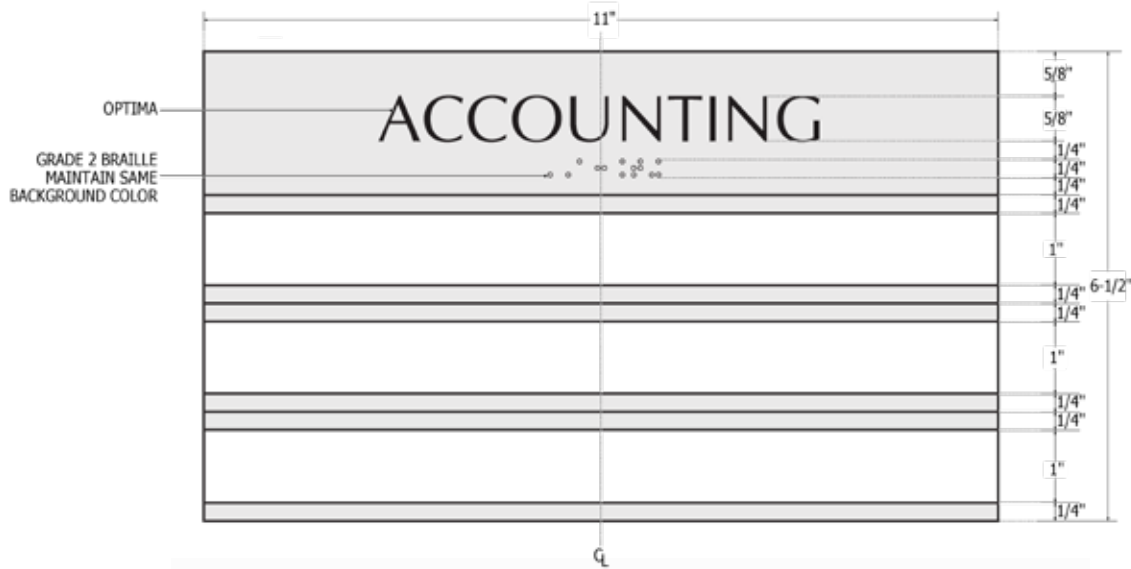 11"
5/8"
OPTIMA
ACCOUNTING
5/8"
1/4"
GRADE 2 BRAILLE
MAINTAIN SAME
BACKGROUND COLOR
1/4"
1/4"
1/4"
1"
6-1/2"
1/4"
1/4"
1"
1/4"
1/4"
1"
1/4"
CL